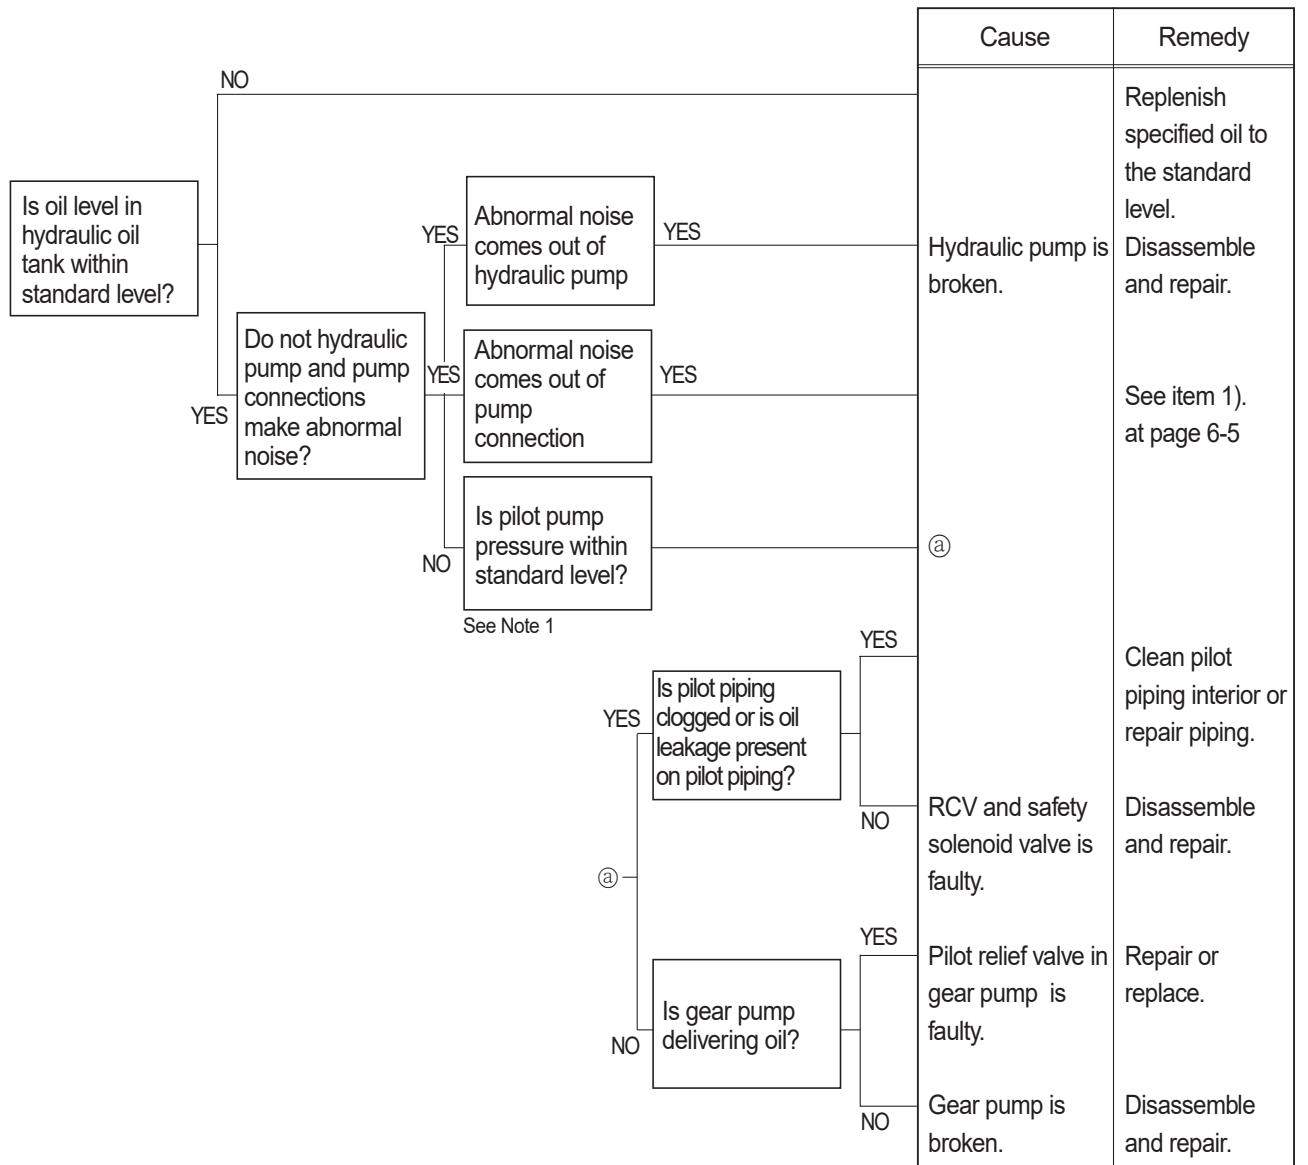 Cause
Remedy
NO
Replenish
specified oil to
the standard
level.
Is oil level in
hydraulic oil
tank within
standard level?
YES
Abnormal noise
comes out of
hydraulic pump
YES
Hydraulic pump is
broken.
Disassemble
and repair.
YES
Do not hydraulic
pump and pump
connections
make abnormal
noise?
YES
Abnormal noise
comes out of
pump
connection
YES
See item 1).
at page 6-5
NO
Is pilot pump
pressure within
standard level?
See Note 1
ⓐ
ⓐ
YES
Is pilot piping
clogged or is oil
leakage present
on pilot piping?
YES
Clean pilot
piping interior or
repair piping.
NO
RCV and safety
solenoid valve is
faulty.
Disassemble
and repair.
NO
Is gear pump
delivering oil?
YES
Pilot relief valve in
gear pump is
faulty.
Repair or
replace.
NO
Gear pump is
broken.
Disassemble
and repair.